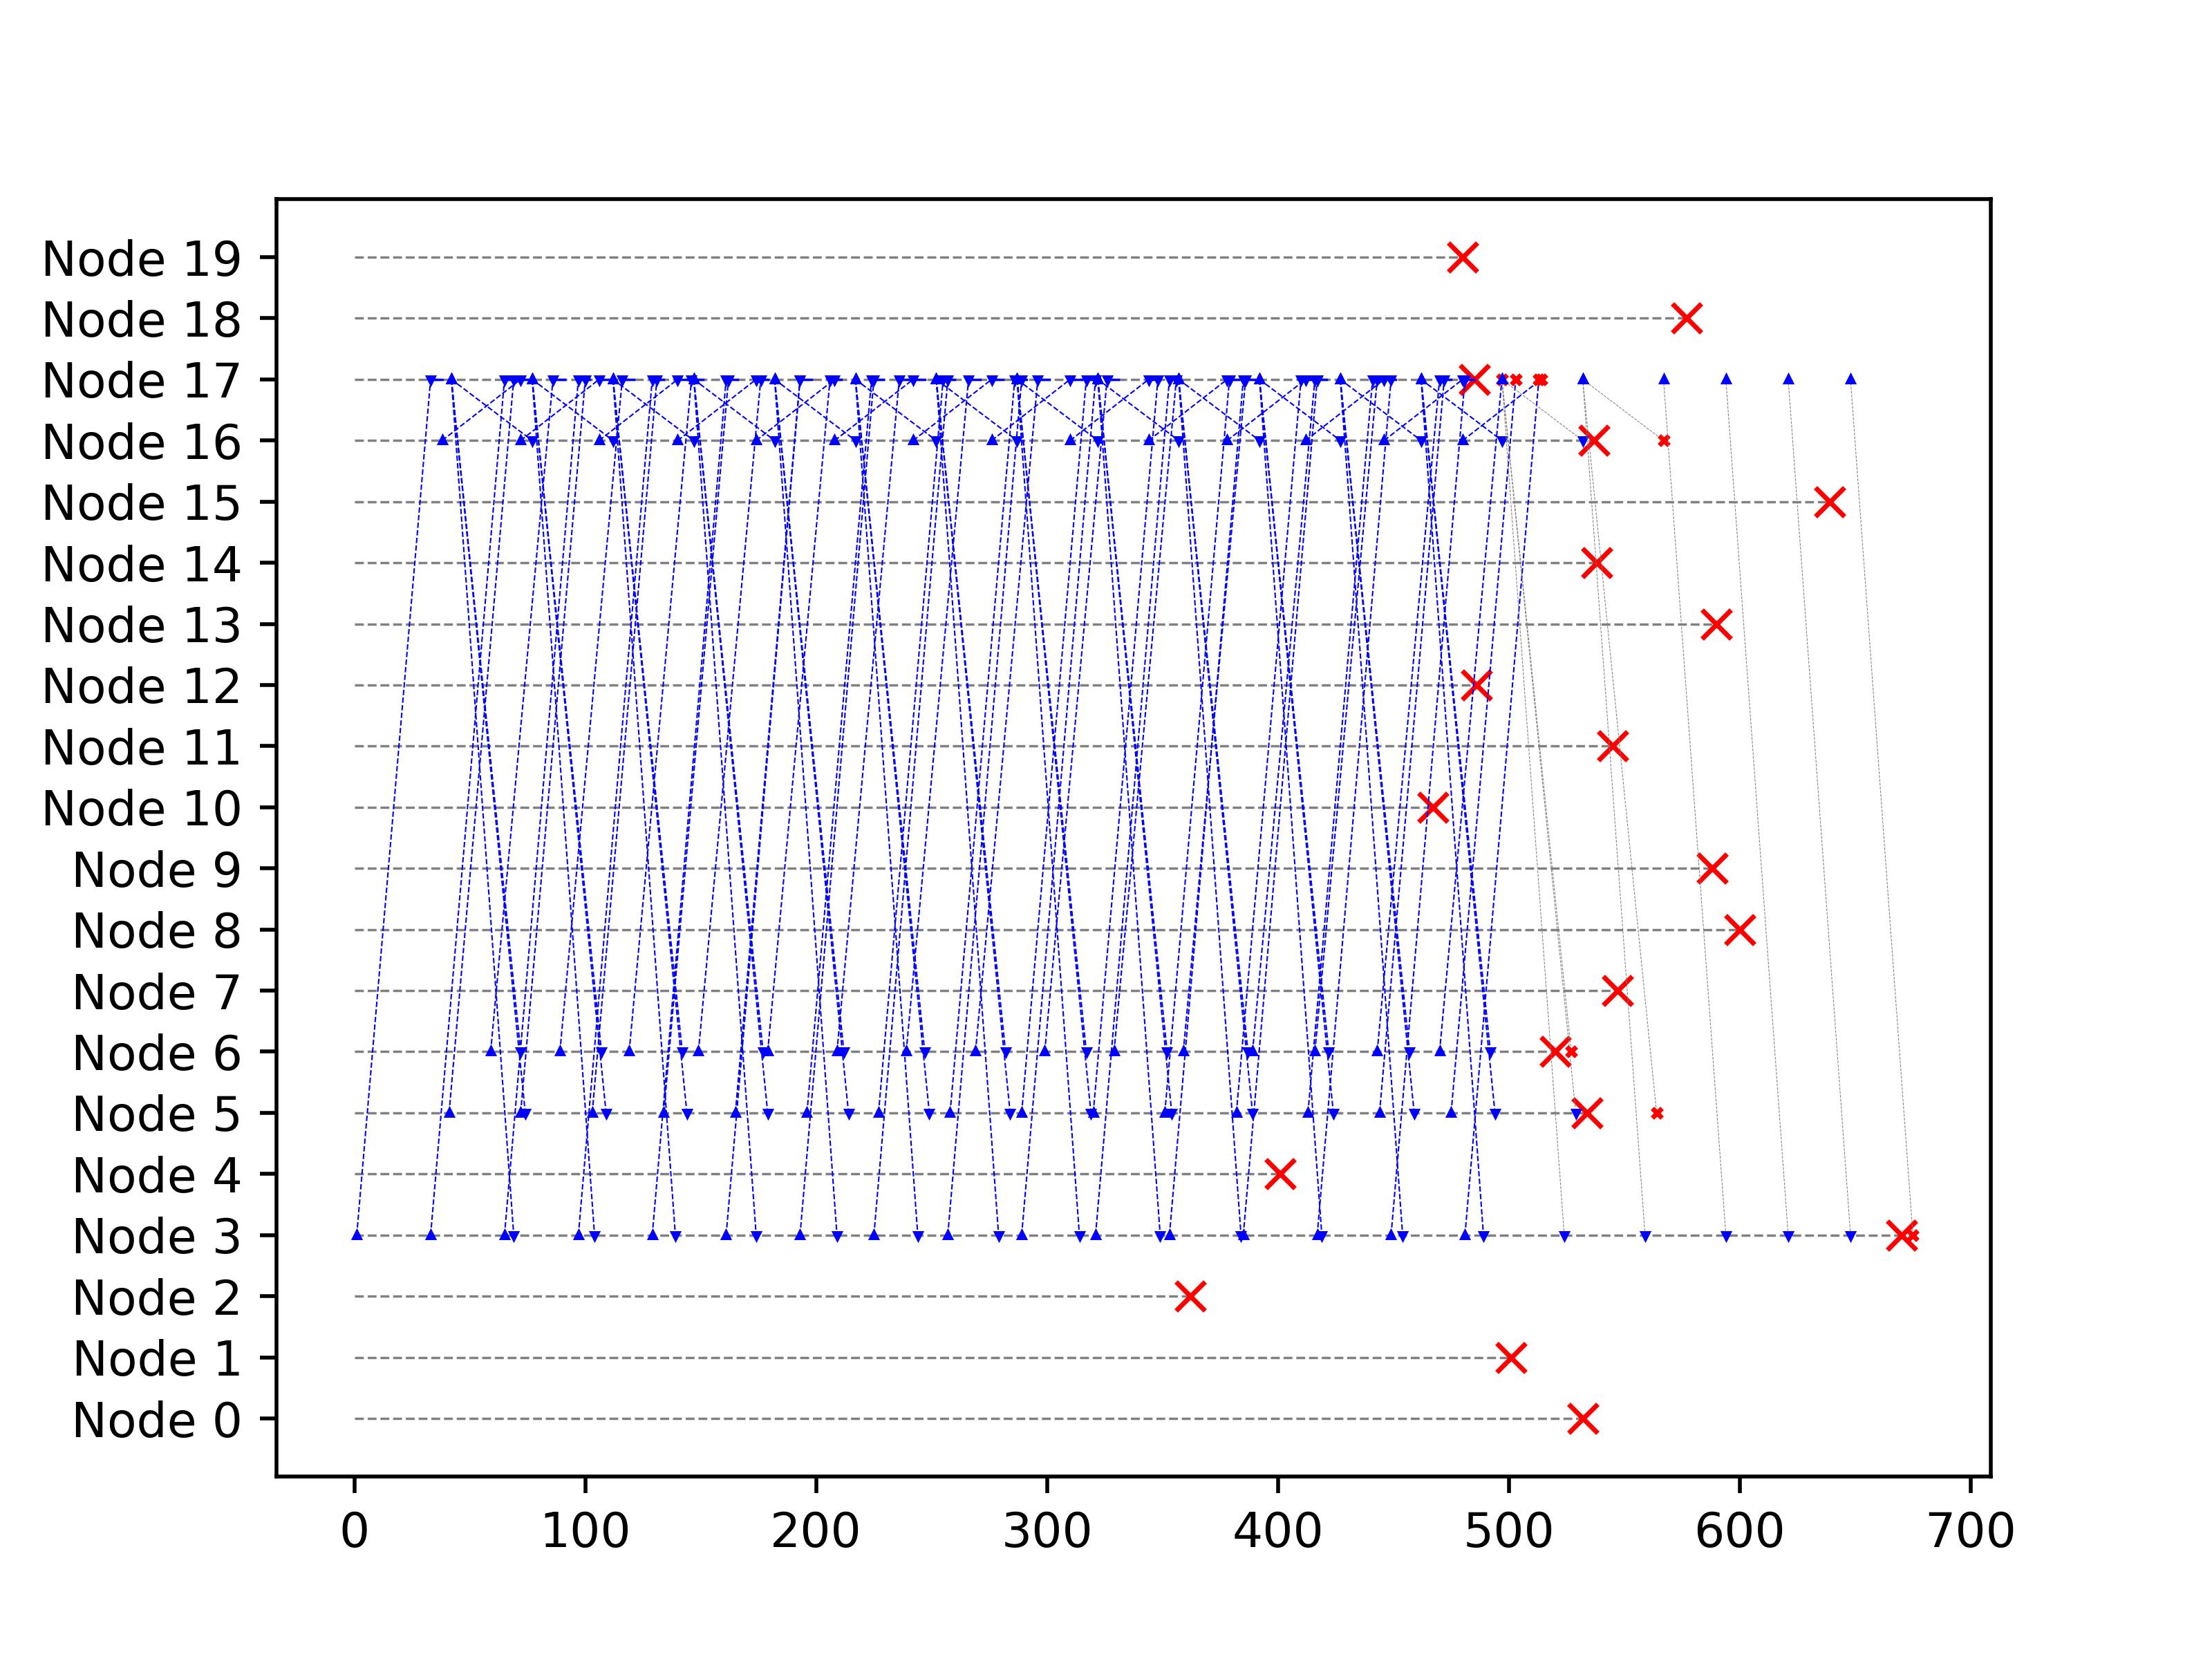 Node 19
Node 18
Node 17
Node 16
Node 15
Node 14
Node 13
Node 12
Node 11
Node 10
Node 9
Node 8
Node 7
Node 6
Node 5
Node 4
Node 3
Node 2
Node 1
Node 0
0 100 200 300 400 500 600 700